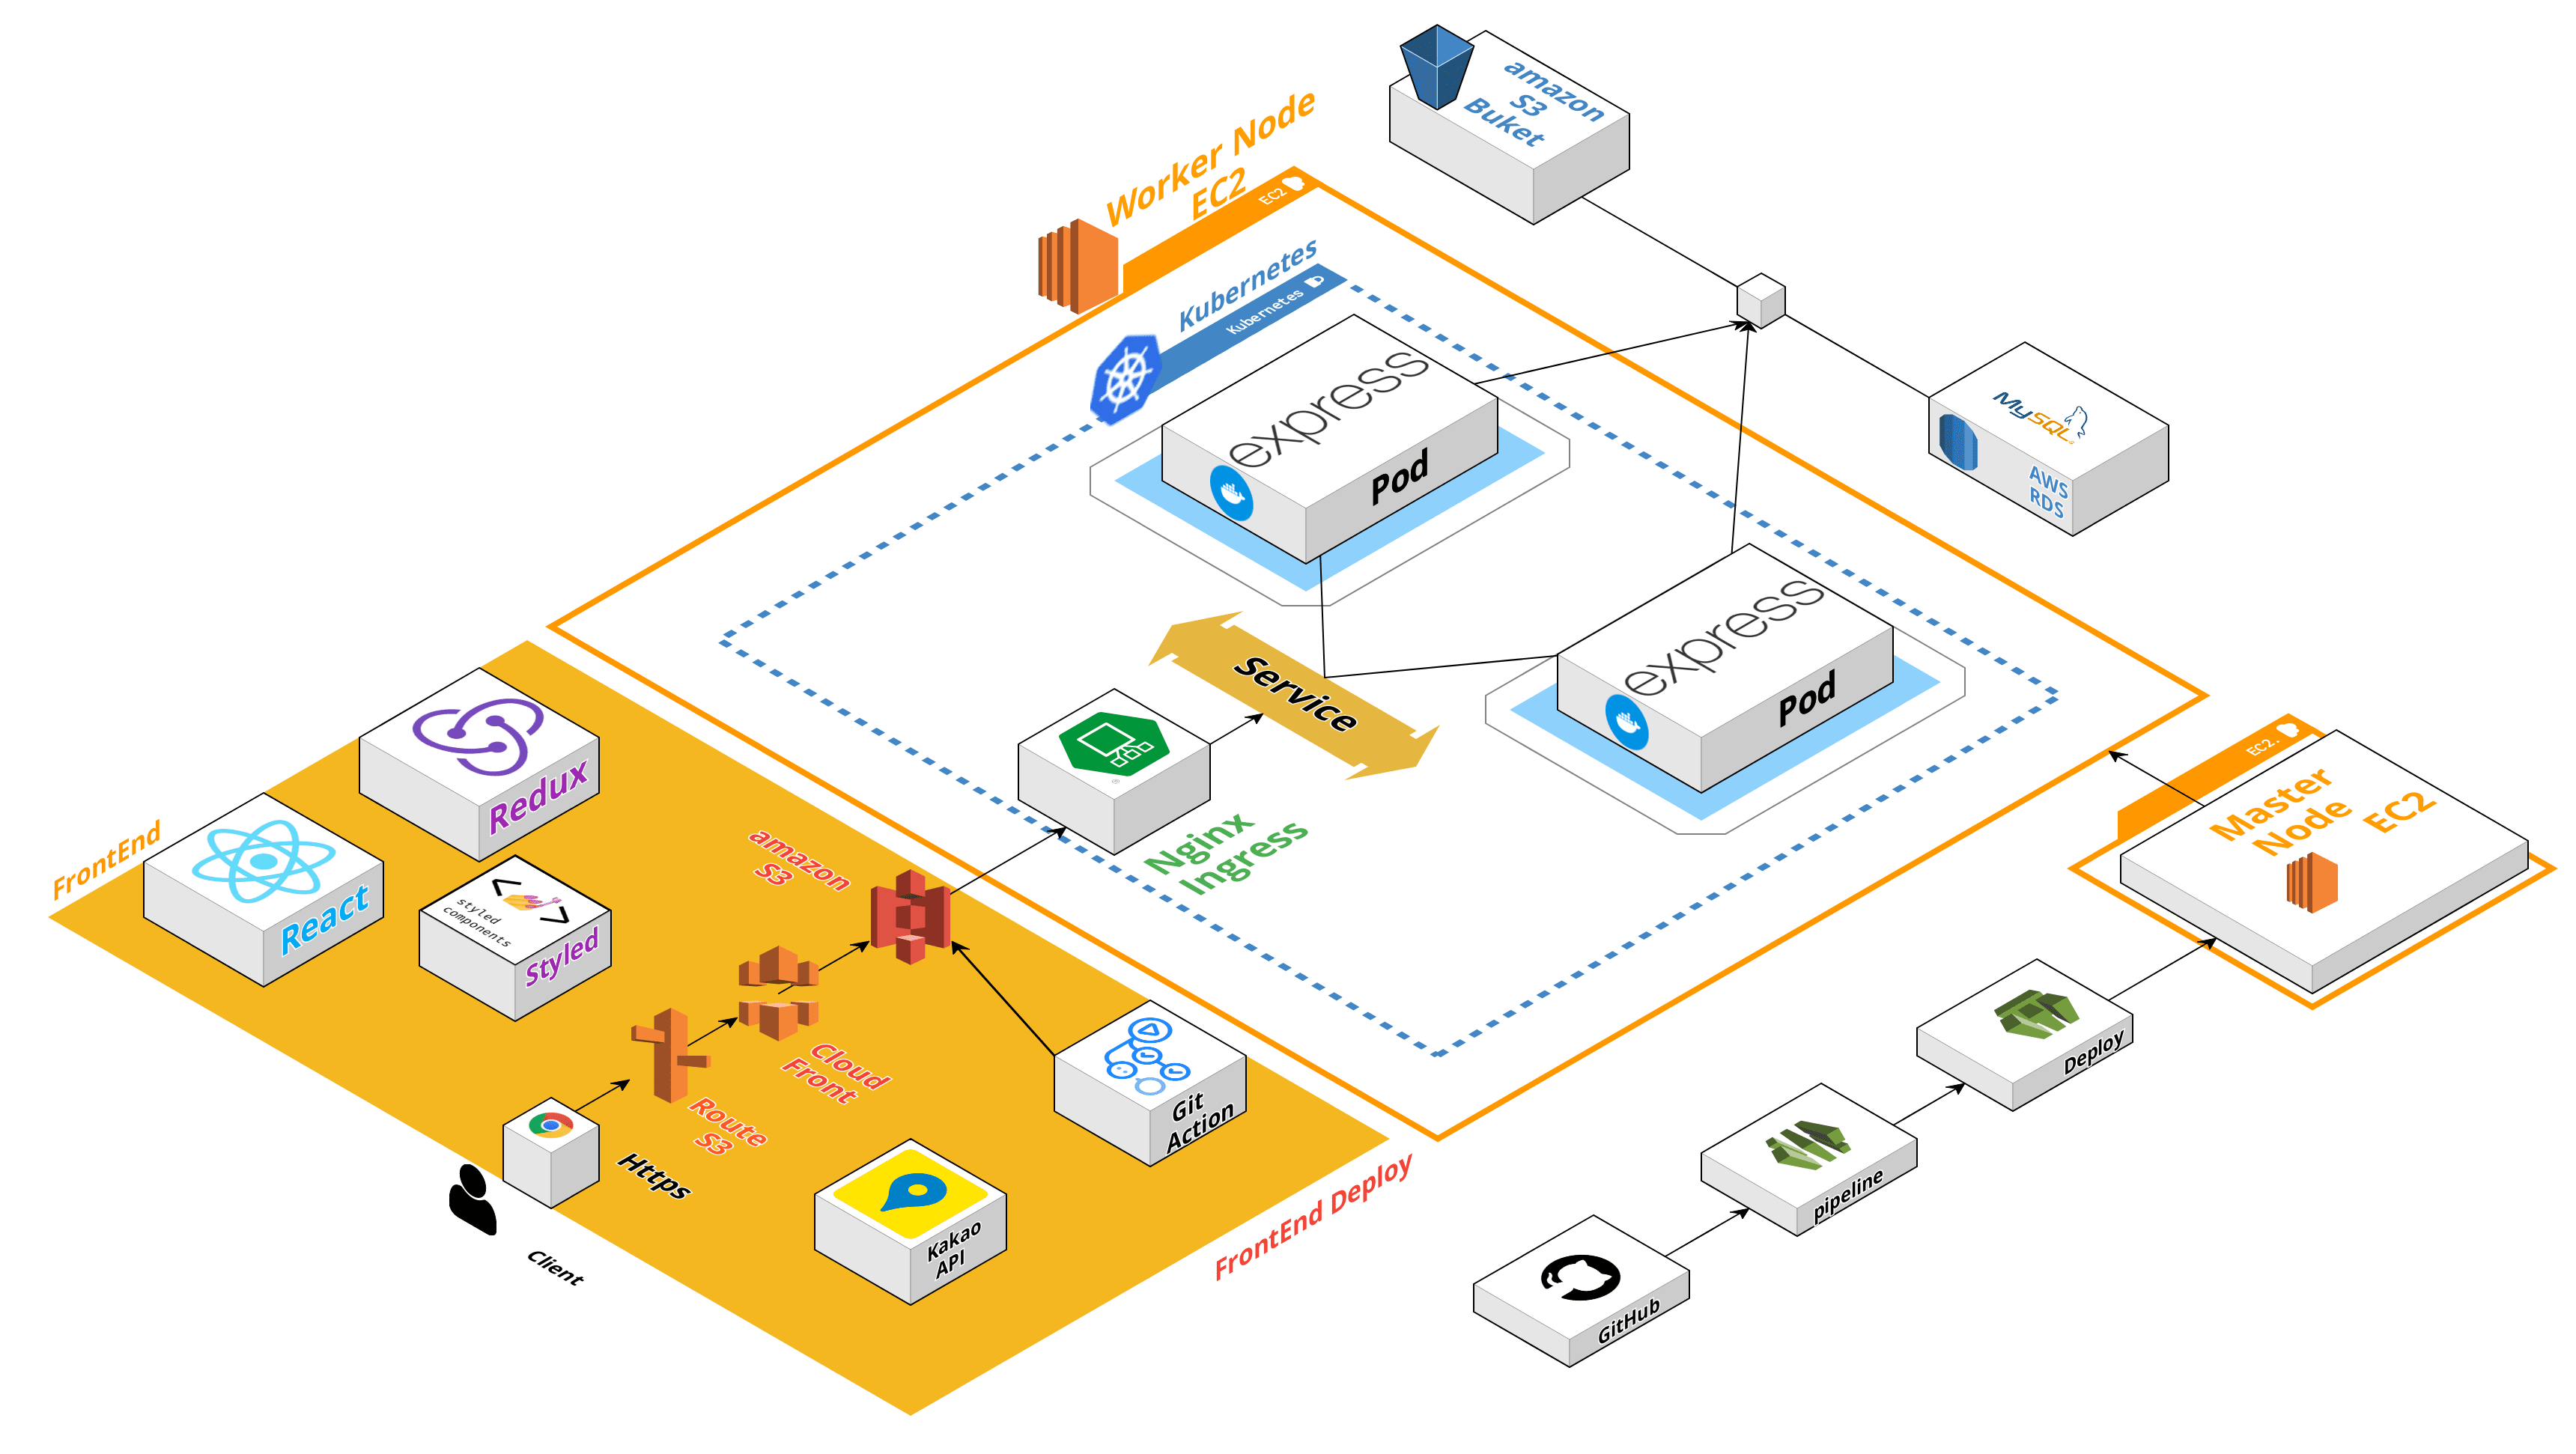 amazon
S3
Buket
Worker Node
EC2
EC2
Kubernetes
Kubernetes
express
Pod
MySQL
AWS
RDS
express
Pod
Service
Nginx
Ingress
EC2.
Master
Node
EC2
Redux
FrontEnd
React
styled
components
Styled
amazon
S3
Cloud
Front
Route
S3
Https
Client
Git
Action
Kakao
API
FrontEnd Deploy
Deploy
pipeline
GitHub